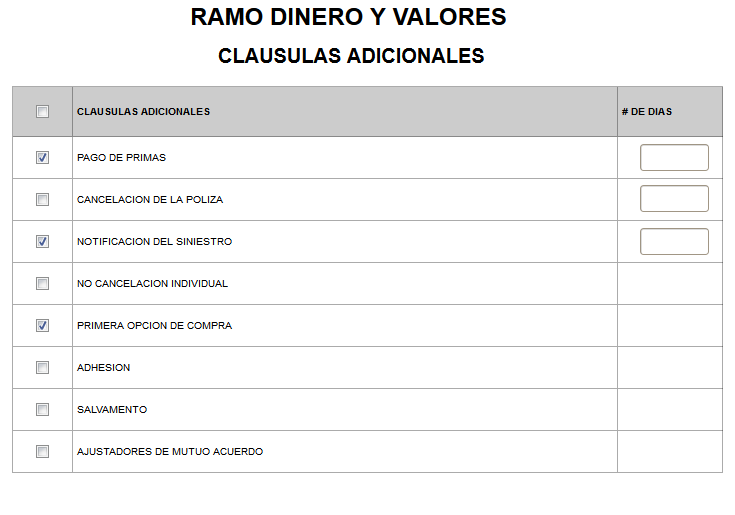 RAMO DINERO Y VALORES
CLAUSULAS ADICIONALES
CLAUSULAS ADICIONALES # DE DIAS
PAGO DE PRIMAS
CANCELACION DE LA POLIZA
NOTIFICACION DEL SINIESTRO
NO CANCELACION INDIVIDUAL
PRIMERA OPCION DE COMPRA
ADHESION
SALVAMENTO
AJUSTADORES DE MUTUO ACUERDO